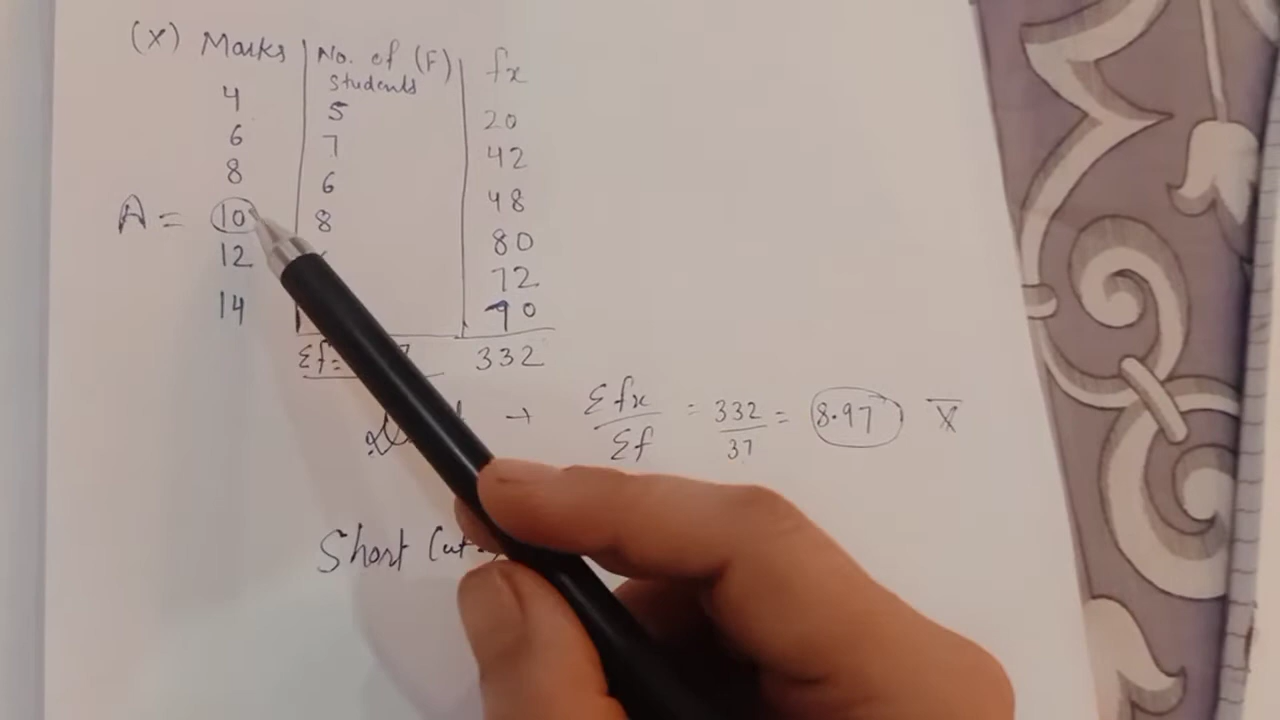 (X) Marks No. of (F) fx
Students
4 5 20
6 7 42
8 6 48
A = 10 8 80
12 72
14 90
Σf= 332
→ Σfx/Σf = 332/37 = 8.97 X̅
Short Cut